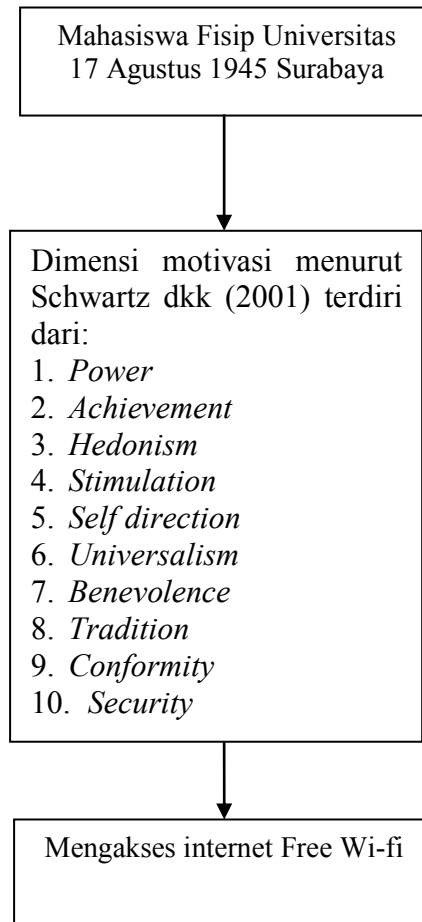 Mahasiswa Fisip Universitas
17 Agustus 1945 Surabaya
Dimensi motivasi menurut
Schwartz dkk (2001) terdiri
dari:
1. Power
2. Achievement
3. Hedonism
4. Stimulation
5. Self direction
6. Universalism
7. Benevolence
8. Tradition
9. Conformity
10. Security
Mengakses internet Free Wi-fi